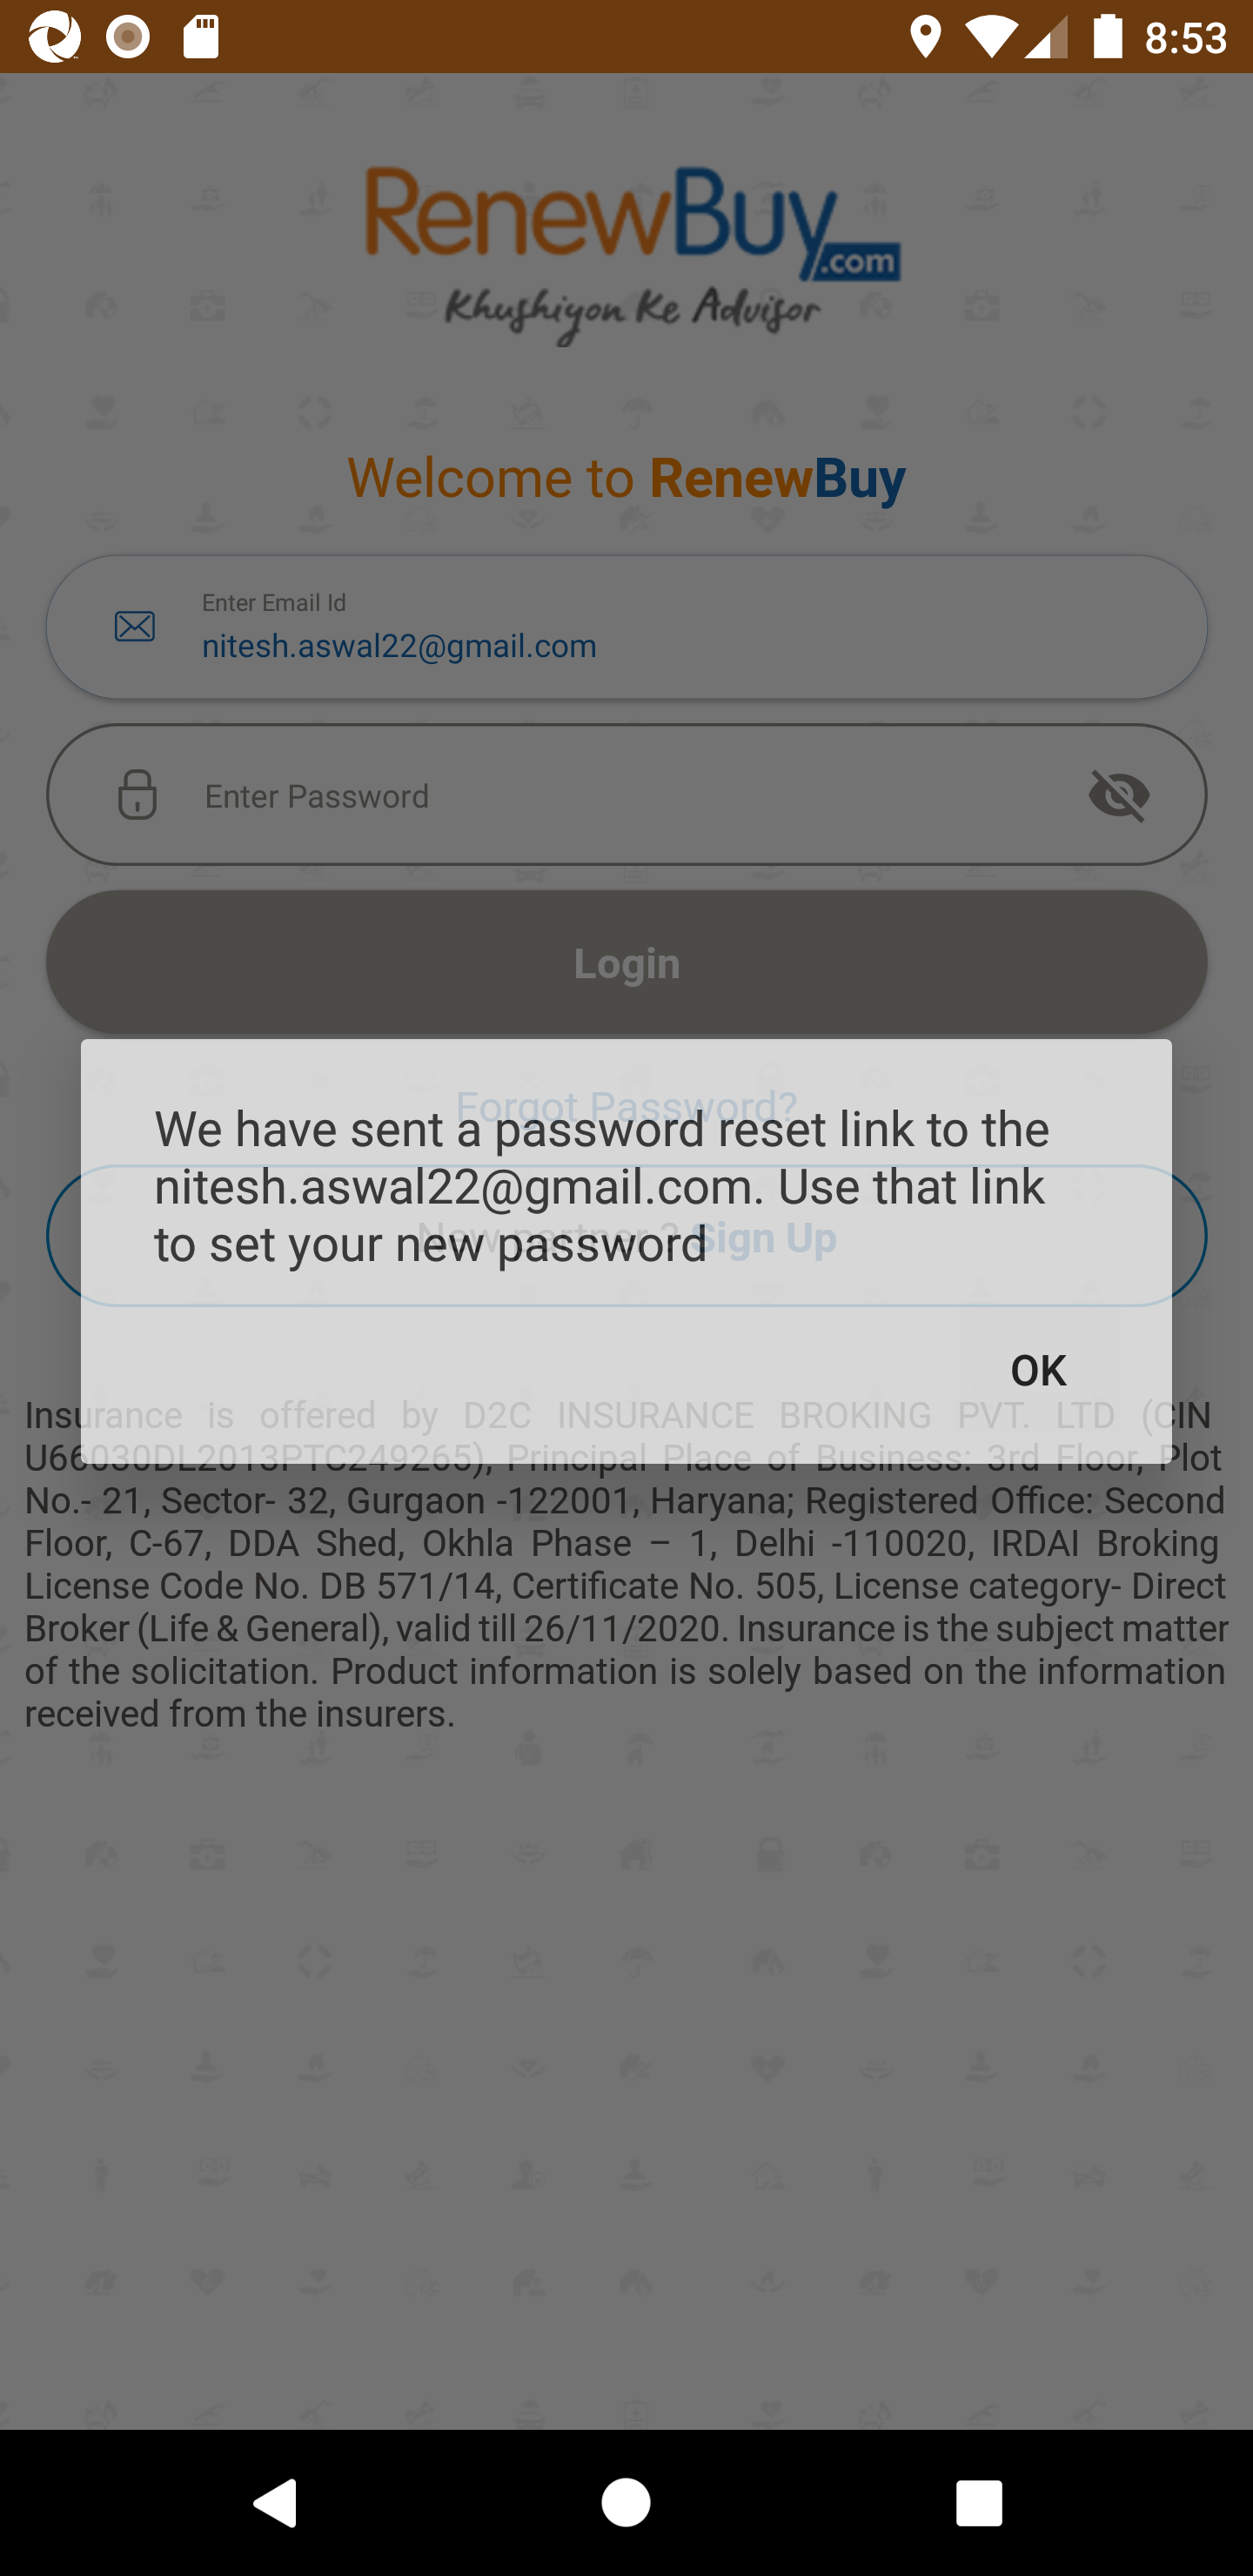 8:53
RenewBuy
.com
Khushiyon Ke Advisor
Welcome to RenewBuy
Enter Email Id
nitesh.aswal22@gmail.com
Enter Password
Login
Forgot Password?
We have sent a password reset link to the
nitesh.aswal22@gmail.com. Use that link
to set your new password
New partner ? Sign Up
OK
Insurance is offered by D2C INSURANCE BROKING PVT. LTD (CIN
U66030DL2013PTC249265), Principal Place of Business: 3rd Floor, Plot
No.- 21, Sector- 32, Gurgaon -122001, Haryana; Registered Office: Second
Floor, C-67, DDA Shed, Okhla Phase – 1, Delhi -110020, IRDAI Broking
License Code No. DB 571/14, Certificate No. 505, License category- Direct
Broker (Life & General), valid till 26/11/2020. Insurance is the subject matter
of the solicitation. Product information is solely based on the information
received from the insurers.